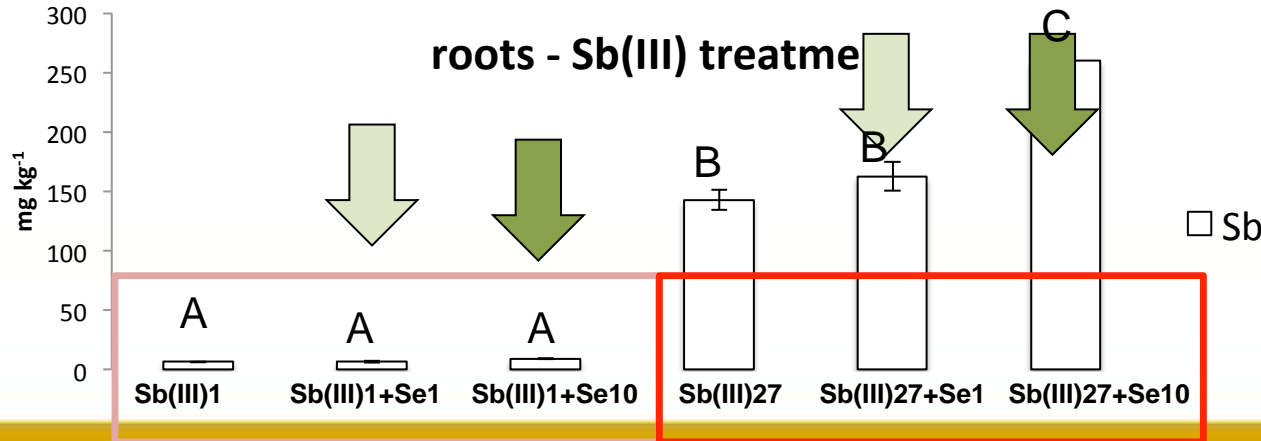 roots - Sb(III) treatme
mg kg⁻¹
300
250
200
150
100
50
0
A
A
A
B
B
C
Sb(III)1
Sb(III)1+Se1
Sb(III)1+Se10
Sb(III)27
Sb(III)27+Se1
Sb(III)27+Se10
Sb